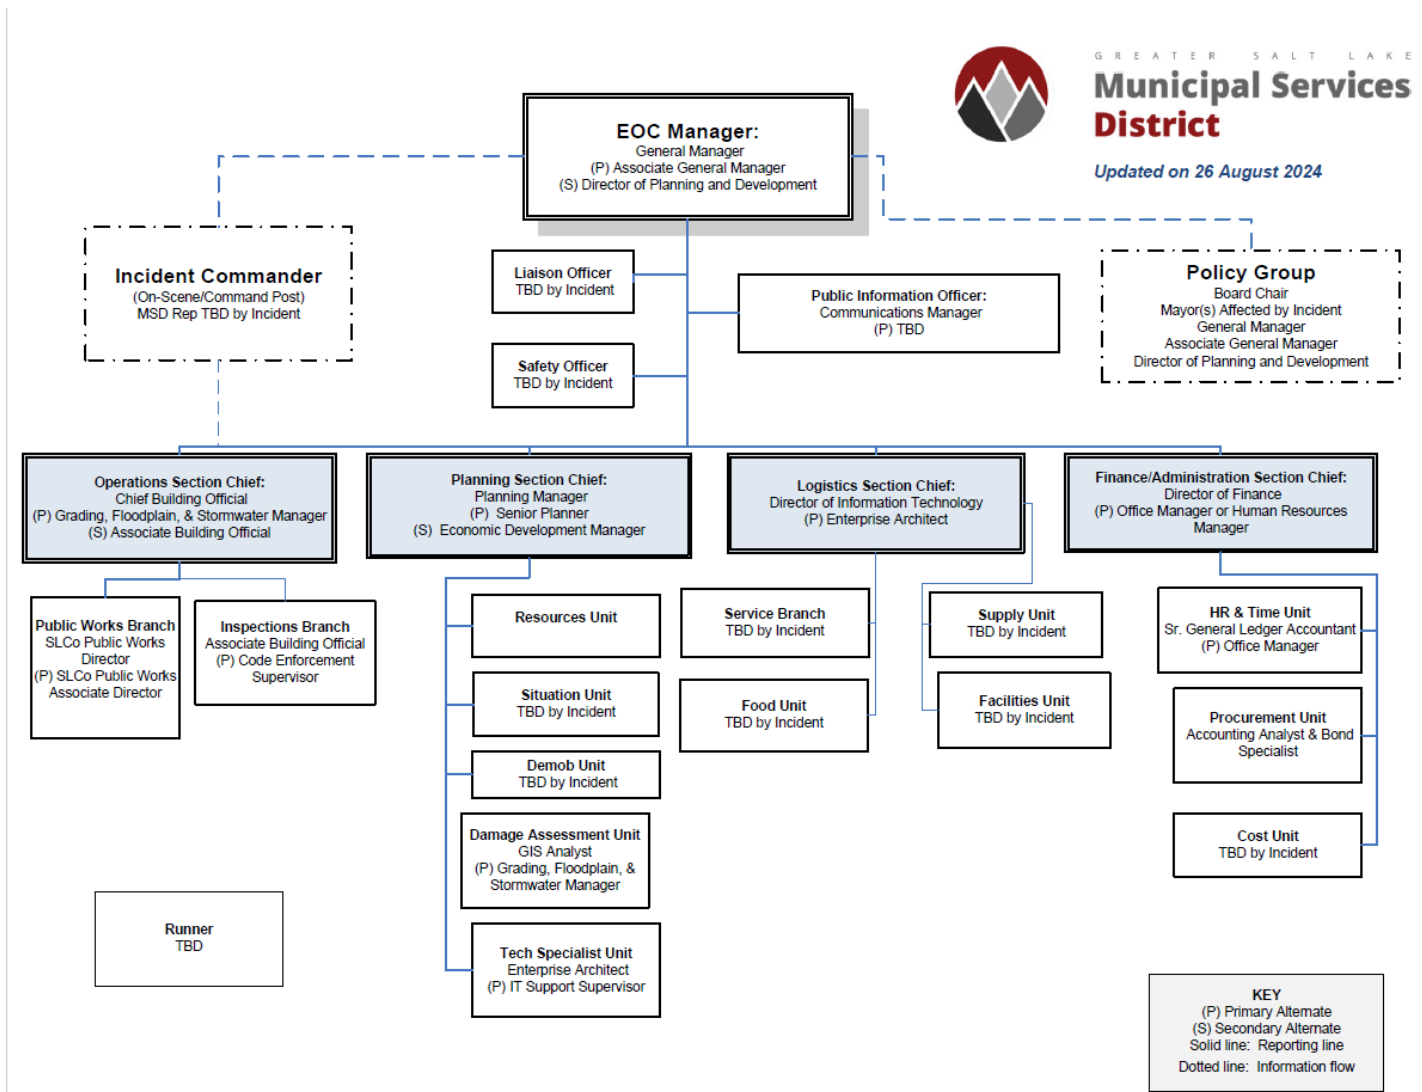 GREATER SALT LAKE
Municipal Services
District
Updated on 26 August 2024
EOC Manager:
General Manager
(P) Associate General Manager
(S) Director of Planning and Development
Incident Commander
(On-Scene/Command Post)
MSD Rep TBD by Incident
Liaison Officer
TBD by Incident
Public Information Officer:
Communications Manager
(P) TBD
Policy Group
Board Chair
Mayor(s) Affected by Incident
General Manager
Associate General Manager
Director of Planning and Development
Safety Officer
TBD by Incident
Operations Section Chief:
Chief Building Official
(P) Grading, Floodplain, & Stormwater Manager
(S) Associate Building Official
Planning Section Chief:
Planning Manager
(P) Senior Planner
(S) Economic Development Manager
Logistics Section Chief:
Director of Information Technology
(P) Enterprise Architect
Finance/Administration Section Chief:
Director of Finance
(P) Office Manager or Human Resources
Manager
Public Works Branch
SLCo Public Works
Director
(P) SLCo Public Works
Associate Director
Inspections Branch
Associate Building Official
(P) Code Enforcement
Supervisor
Resources Unit
Situation Unit
TBD by Incident
Demob Unit
TBD by Incident
Damage Assessment Unit
GIS Analyst
(P) Grading, Floodplain, &
Stormwater Manager
Tech Specialist Unit
Enterprise Architect
(P) IT Support Supervisor
Service Branch
TBD by Incident
Food Unit
TBD by Incident
Supply Unit
TBD by Incident
Facilities Unit
TBD by Incident
HR & Time Unit
Sr. General Ledger Accountant
(P) Office Manager
Procurement Unit
Accounting Analyst & Bond
Specialist
Cost Unit
TBD by Incident
Runner
TBD
KEY
(P) Primary Alternate
(S) Secondary Alternate
Solid line: Reporting line
Dotted line: Information flow